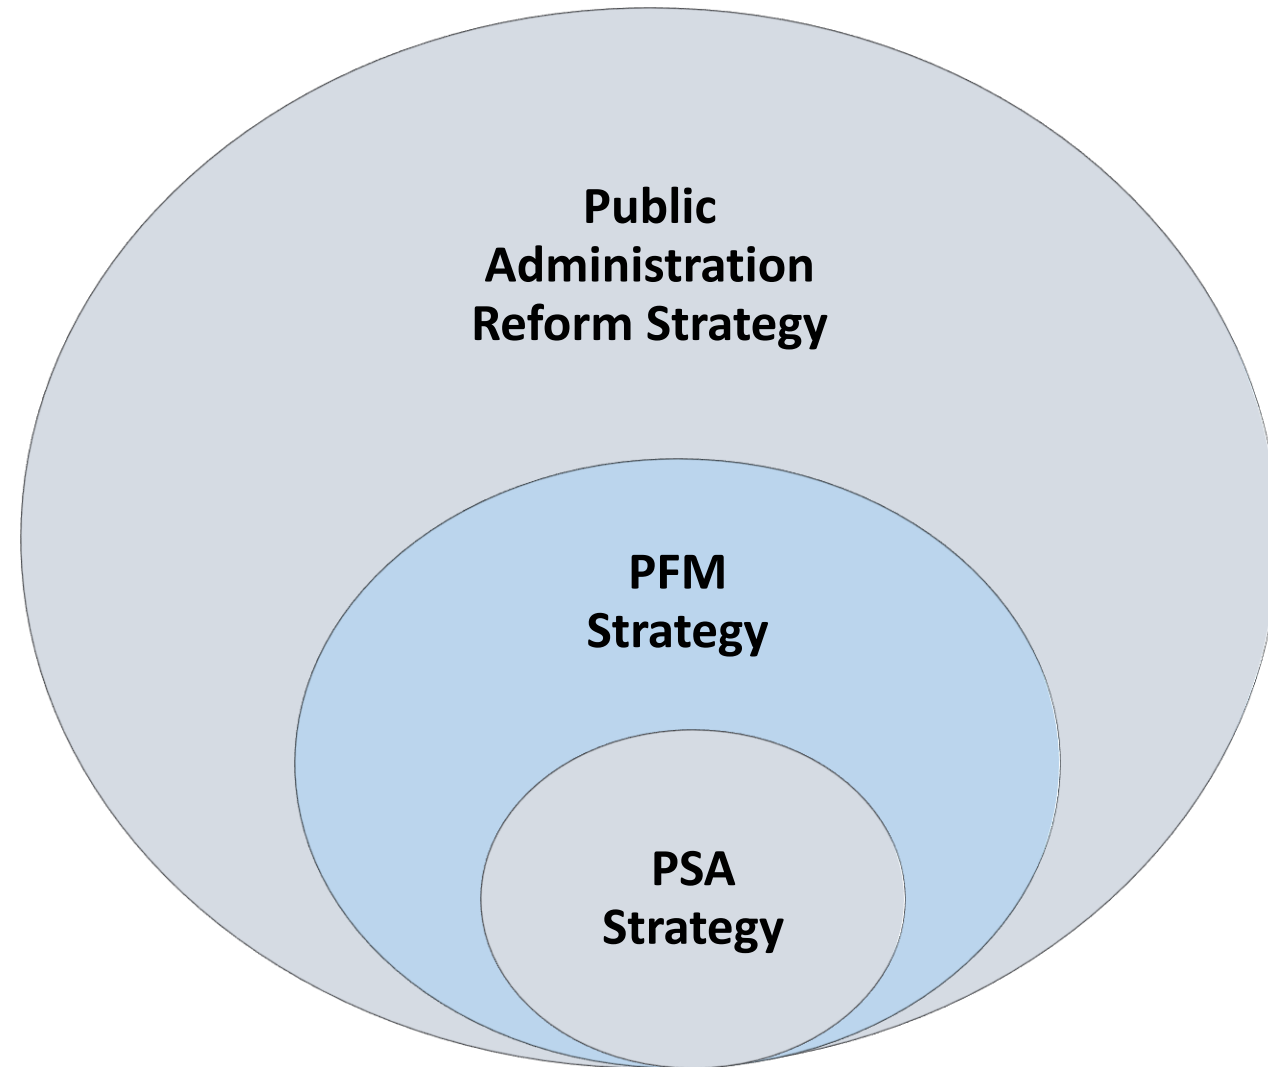 Public
Administration
Reform Strategy
PFM
Strategy
PSA
Strategy